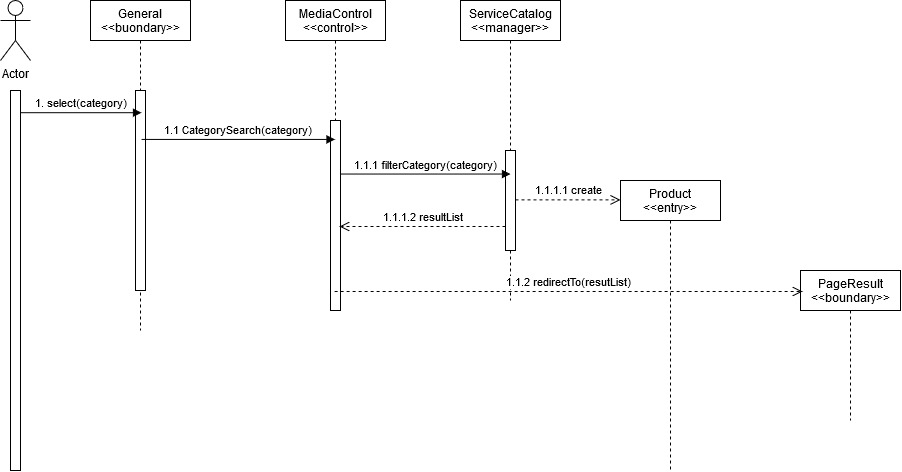 General
<<buondary>>
MediaControl
<<control>>
ServiceCatalog
<<manager>>
Actor
1. select(category)
1.1 CategorySearch(category)
1.1.1 filterCategory(category)
1.1.1.1 create
Product
<<entry>>
1.1.1.2 resultList
1.1.2 redirectTo(resutList)
PageResult
<<boundary>>